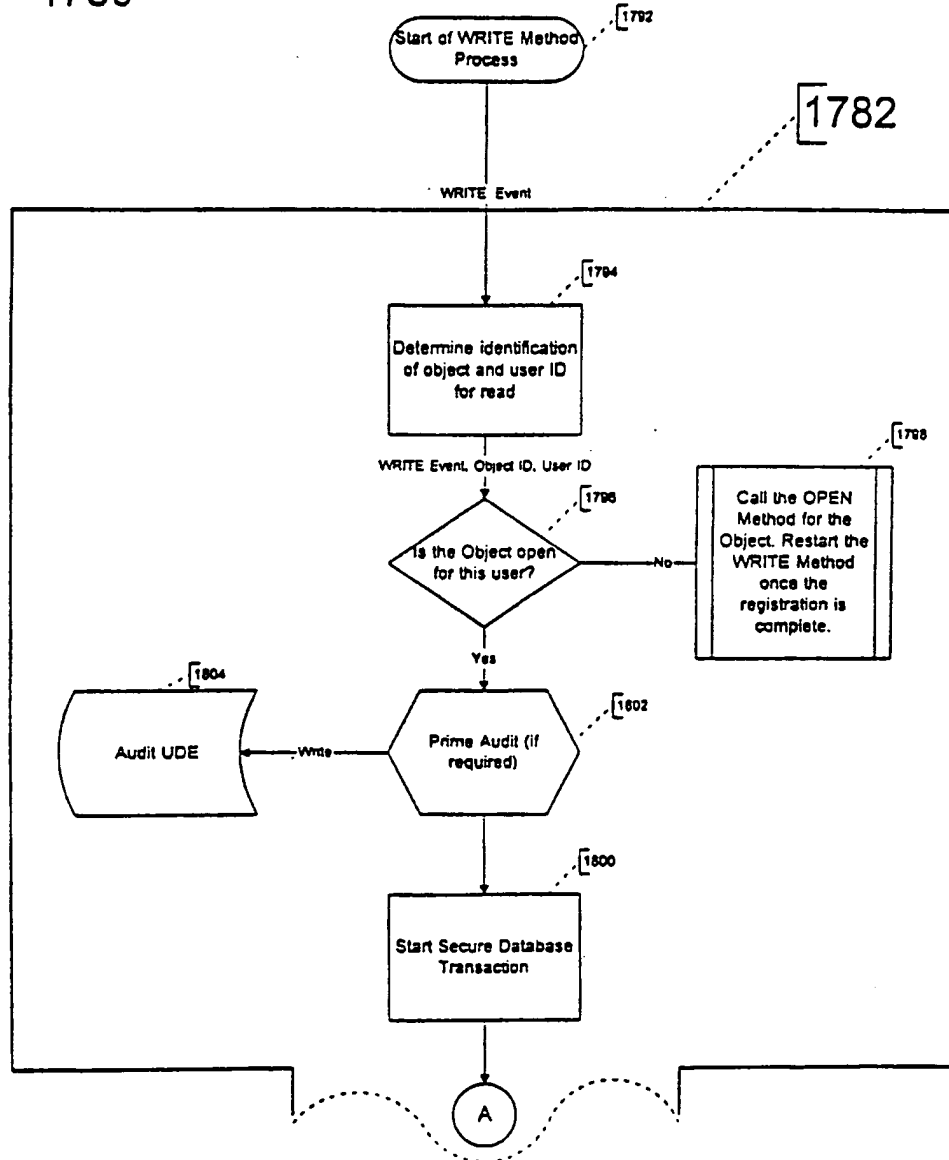 Start of WRITE Method
Process
1792
1782
WRITE Event
1794
Determine identification
of object and user ID
for read
WRITE Event, Object ID, User ID
1796
Is the Object open
for this user?
No
1798
Call the OPEN
Method for the
Object. Restart the
WRITE Method
once the
registration is
complete.
Yes
1804
Audit UDE
Write
1802
Prime Audit (if
required)
1800
Start Secure Database
Transaction
A